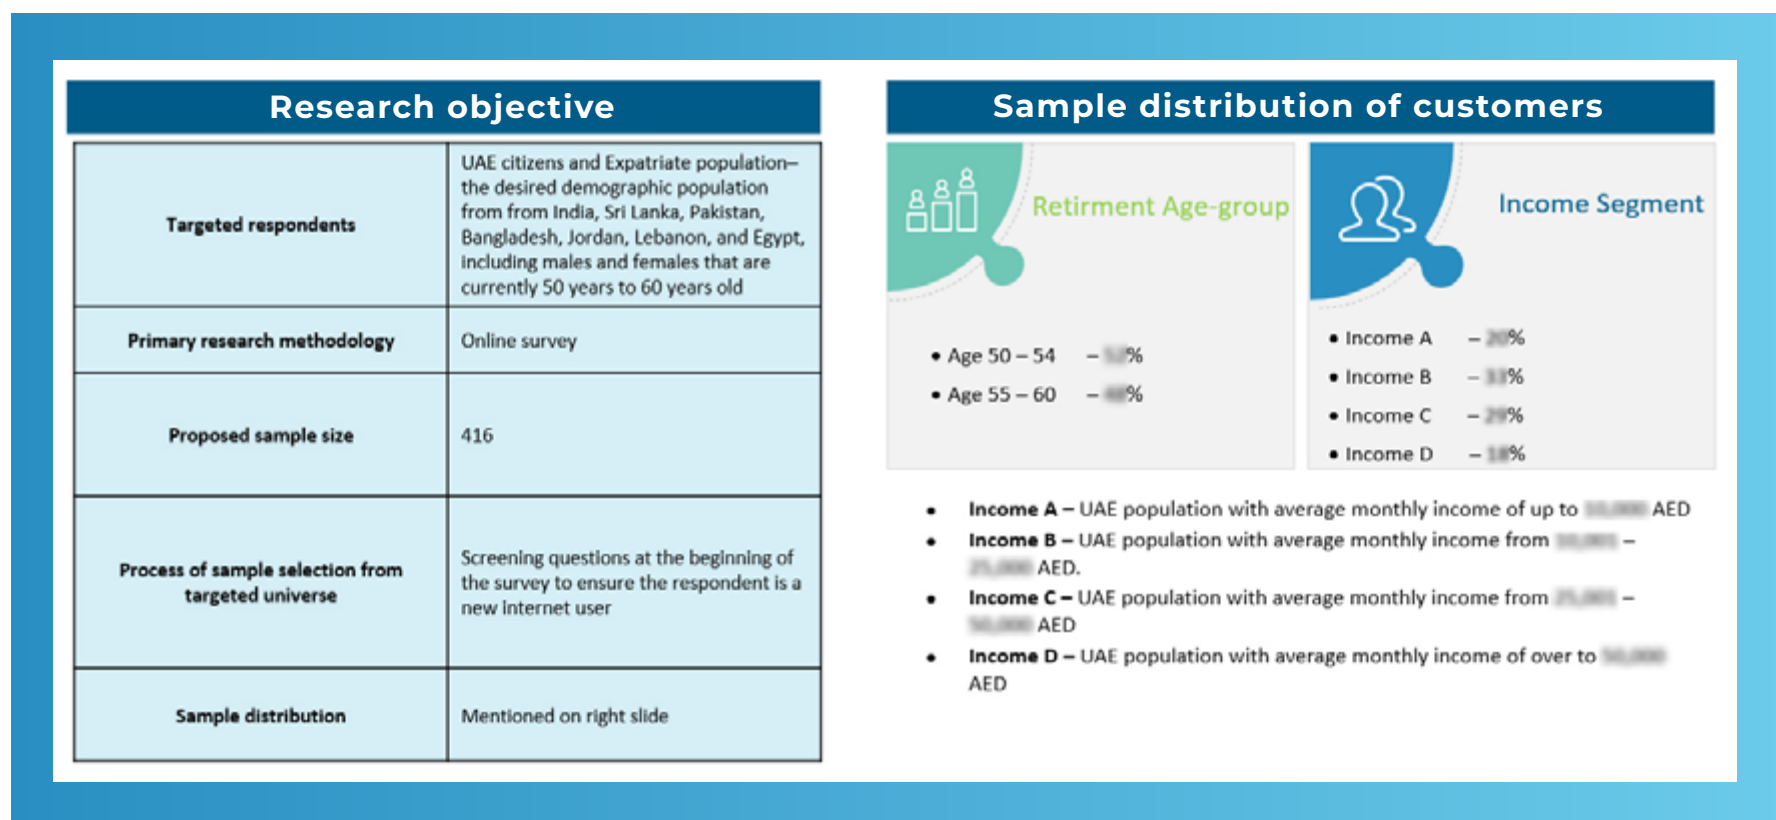 Research objective
Targeted respondents
UAE citizens and Expatriate population–
the desired demographic population
from from India, Sri Lanka, Pakistan,
Bangladesh, Jordan, Lebanon, and Egypt,
including males and females that are
currently 50 years to 60 years old
Primary research methodology
Online survey
Proposed sample size
416
Process of sample selection from
targeted universe
Screening questions at the beginning of
the survey to ensure the respondent is a
new internet user
Sample distribution
Mentioned on right slide
Sample distribution of customers
Retirment Age-group
• Age 50 – 54 – %
• Age 55 – 60 – %
Income Segment
• Income A – %
• Income B – %
• Income C – %
• Income D – %
• Income A – UAE population with average monthly income of up to AED
• Income B – UAE population with average monthly income from –
AED.
• Income C – UAE population with average monthly income from –
AED
• Income D – UAE population with average monthly income of over to
AED